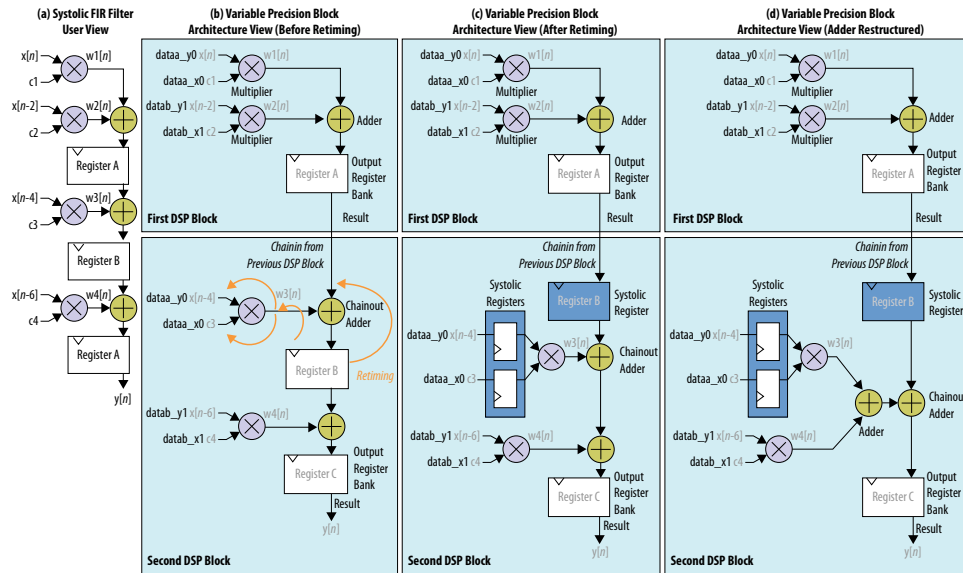 (a) Systolic FIR Filter
User View
x[n]
w1[n]
c1
x[n-2]
w2[n]
c2
Register A
x[n-4]
w3[n]
c3
Register B
x[n-6]
w4[n]
c4
Register A
y[n]
(b) Variable Precision Block
Architecture View (Before Retiming)
dataa_y0 x[n]
w1[n]
dataa_x0 c1
Multiplier
databb_y1 x[n-2]
w2[n]
databb_x1 c2
Multiplier
Adder
Register A
Output
Register
Bank
Result
First DSP Block
Chainin from
Previous DSP Block
dataa_y0 x[n-4]
w3[n]
dataa_x0 c3
Chainout
Adder
Register B
Retiming
datab_y1 x[n-6]
w4[n]
datab_x1 c4
Register C
Output
Register
Bank
Result
y[n]
Second DSP Block
(c) Variable Precision Block
Architecture View (After Retiming)
dataa_y0 x[n]
w1[n]
dataa_x0 c1
Multiplier
datab_y1 x[n-2]
w2[n]
datab_x1 c2
Multiplier
Adder
Register A
Output
Register
Bank
Result
First DSP Block
Chainin from
Previous DSP Block
Systolic
Registers
Register B
Systolic
Register
dataa_y0 x[n-4]
w3[n]
dataa_x0 c3
Chainout
Adder
datab_y1 x[n-6]
w4[n]
datab_x1 c4
Register C
Output
Register
Bank
Result
y[n]
Second DSP Block
(d) Variable Precision Block
Architecture View (Adder Restructured)
dataa_y0 x[n]
w1[n]
dataa_x0 c1
Multiplier
datab_y1 x[n-2]
w2[n]
datab_x1 c2
Multiplier
Adder
Register A
Output
Register
Bank
Result
First DSP Block
Chainin from
Previous DSP Block
Systolic
Registers
Register B
Systolic
Register
dataa_y0 x[n-4]
w3[n]
dataa_x0 c3
Chainout
Adder
Adder
datab_y1 x[n-6]
w4[n]
datab_x1 c4
Register C
Output
Register
Bank
Result
y[n]
Second DSP Block